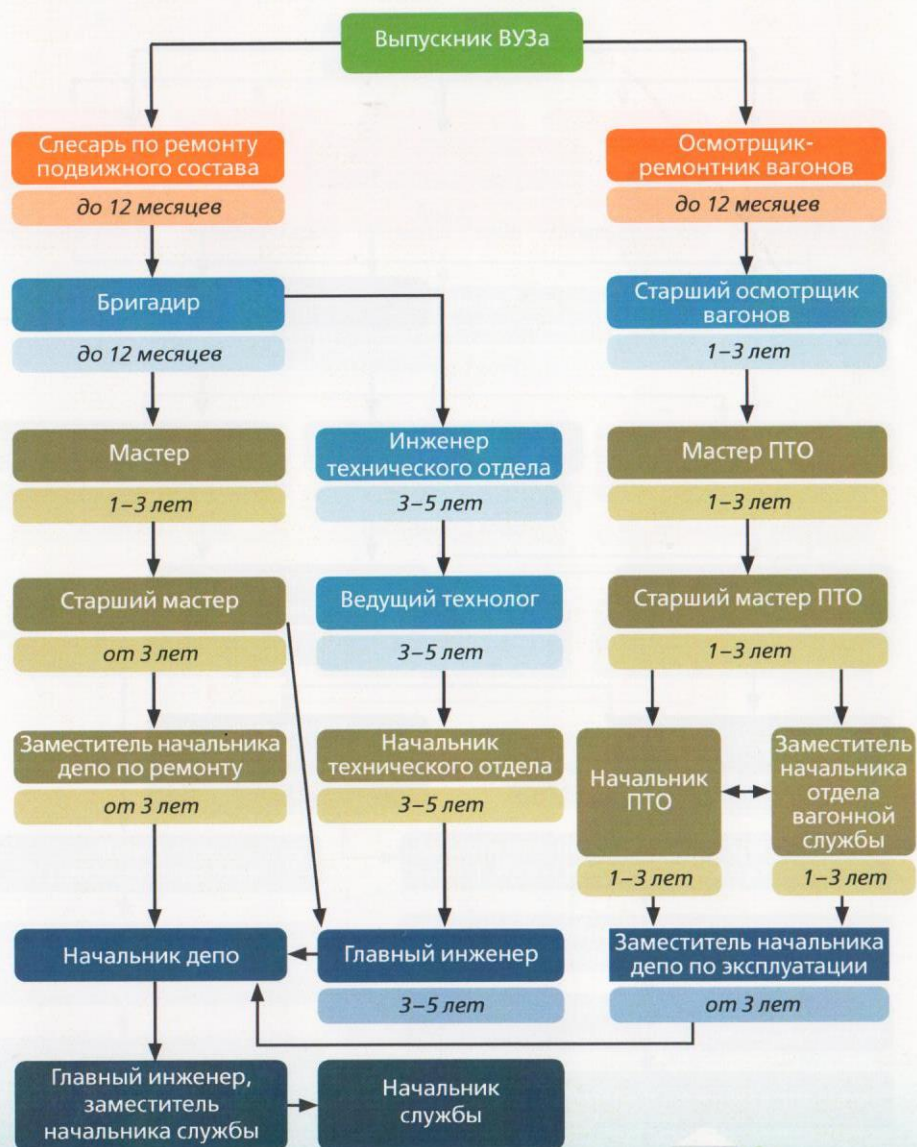 Выпускник ВУЗа
Слесарь по ремонту
подвижного состава
до 12 месяцев
Осмотрщик-
ремонтник вагонов
до 12 месяцев
Бригадир
до 12 месяцев
Старший осмотрщик
вагонов
1–3 лет
Мастер
1–3 лет
Инженер
технического отдела
3–5 лет
Мастер ПТО
1–3 лет
Старший мастер
от 3 лет
Ведущий технолог
3–5 лет
Старший мастер ПТО
1–3 лет
Заместитель начальника
депо по ремонту
от 3 лет
Начальник
технического отдела
3–5 лет
Начальник
ПТО
1–3 лет
Заместитель
начальника
отдела
вагонной
службы
1–3 лет
Начальник депо
Главный инженер
3–5 лет
Заместитель начальника
депо по эксплуатации
от 3 лет
Главный инженер,
заместитель
начальника службы
Начальник
службы